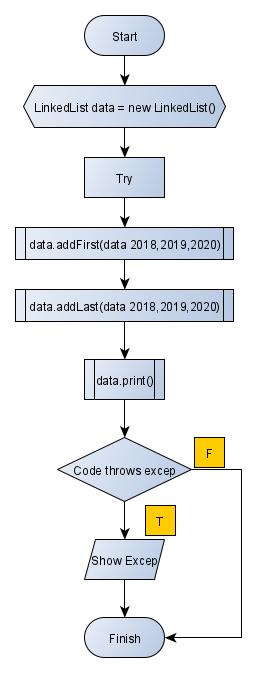 Start
LinkedList data = new LinkedList()
Try
data.addFirst(data 2018,2019,2020)
data.addLast(data 2018,2019,2020)
data.print()
Code throws excep
F
T
Show Excep
Finish